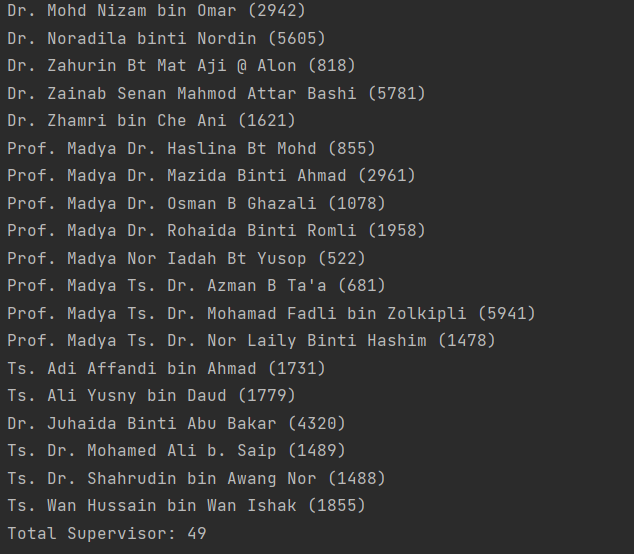 Dr. Mohd Nizam bin Omar (2942)
Dr. Noradila binti Nordin (5605)
Dr. Zahurin Bt Mat Aji @ Alon (818)
Dr. Zainab Senan Mahmod Attar Bashi (5781)
Dr. Zhamri bin Che Ani (1621)
Prof. Madya Dr. Haslina Bt Mohd (855)
Prof. Madya Dr. Mazida Binti Ahmad (2961)
Prof. Madya Dr. Osman B Ghazali (1078)
Prof. Madya Dr. Rohaida Binti Romli (1958)
Prof. Madya Nor Iadah Bt Yusop (522)
Prof. Madya Ts. Dr. Azman B Ta'a (681)
Prof. Madya Ts. Dr. Mohamad Fadli bin Zolkipli (5941)
Prof. Madya Ts. Dr. Nor Laily Binti Hashim (1478)
Ts. Adi Affandi bin Ahmad (1731)
Ts. Ali Yusny bin Daud (1779)
Dr. Juhaida Binti Abu Bakar (4320)
Ts. Dr. Mohamed Ali b. Saip (1489)
Ts. Dr. Shahrudin bin Awang Nor (1488)
Ts. Wan Hussain bin Wan Ishak (1855)
Total Supervisor: 49